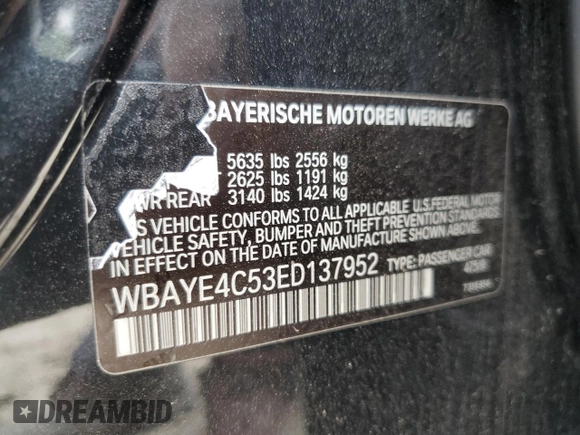 BAYERISCHE MOTOREN WERKE AG
5635 lbs 2556 kg
2625 lbs 1191 kg
WR REAR 3140 lbs 1424 kg
S VEHICLE CONFORMS TO ALL APPLICABLE U.S. FEDERAL MOTOR
VEHICLE SAFETY, BUMPER AND THEFT PREVENTION STANDARDS
IN EFFECT ON THE DATE OF MANUFACTURE SHOWN ABOVE.
WBAYE4C53ED137952 TYPE: PASSENGER CAR
DREAMBID